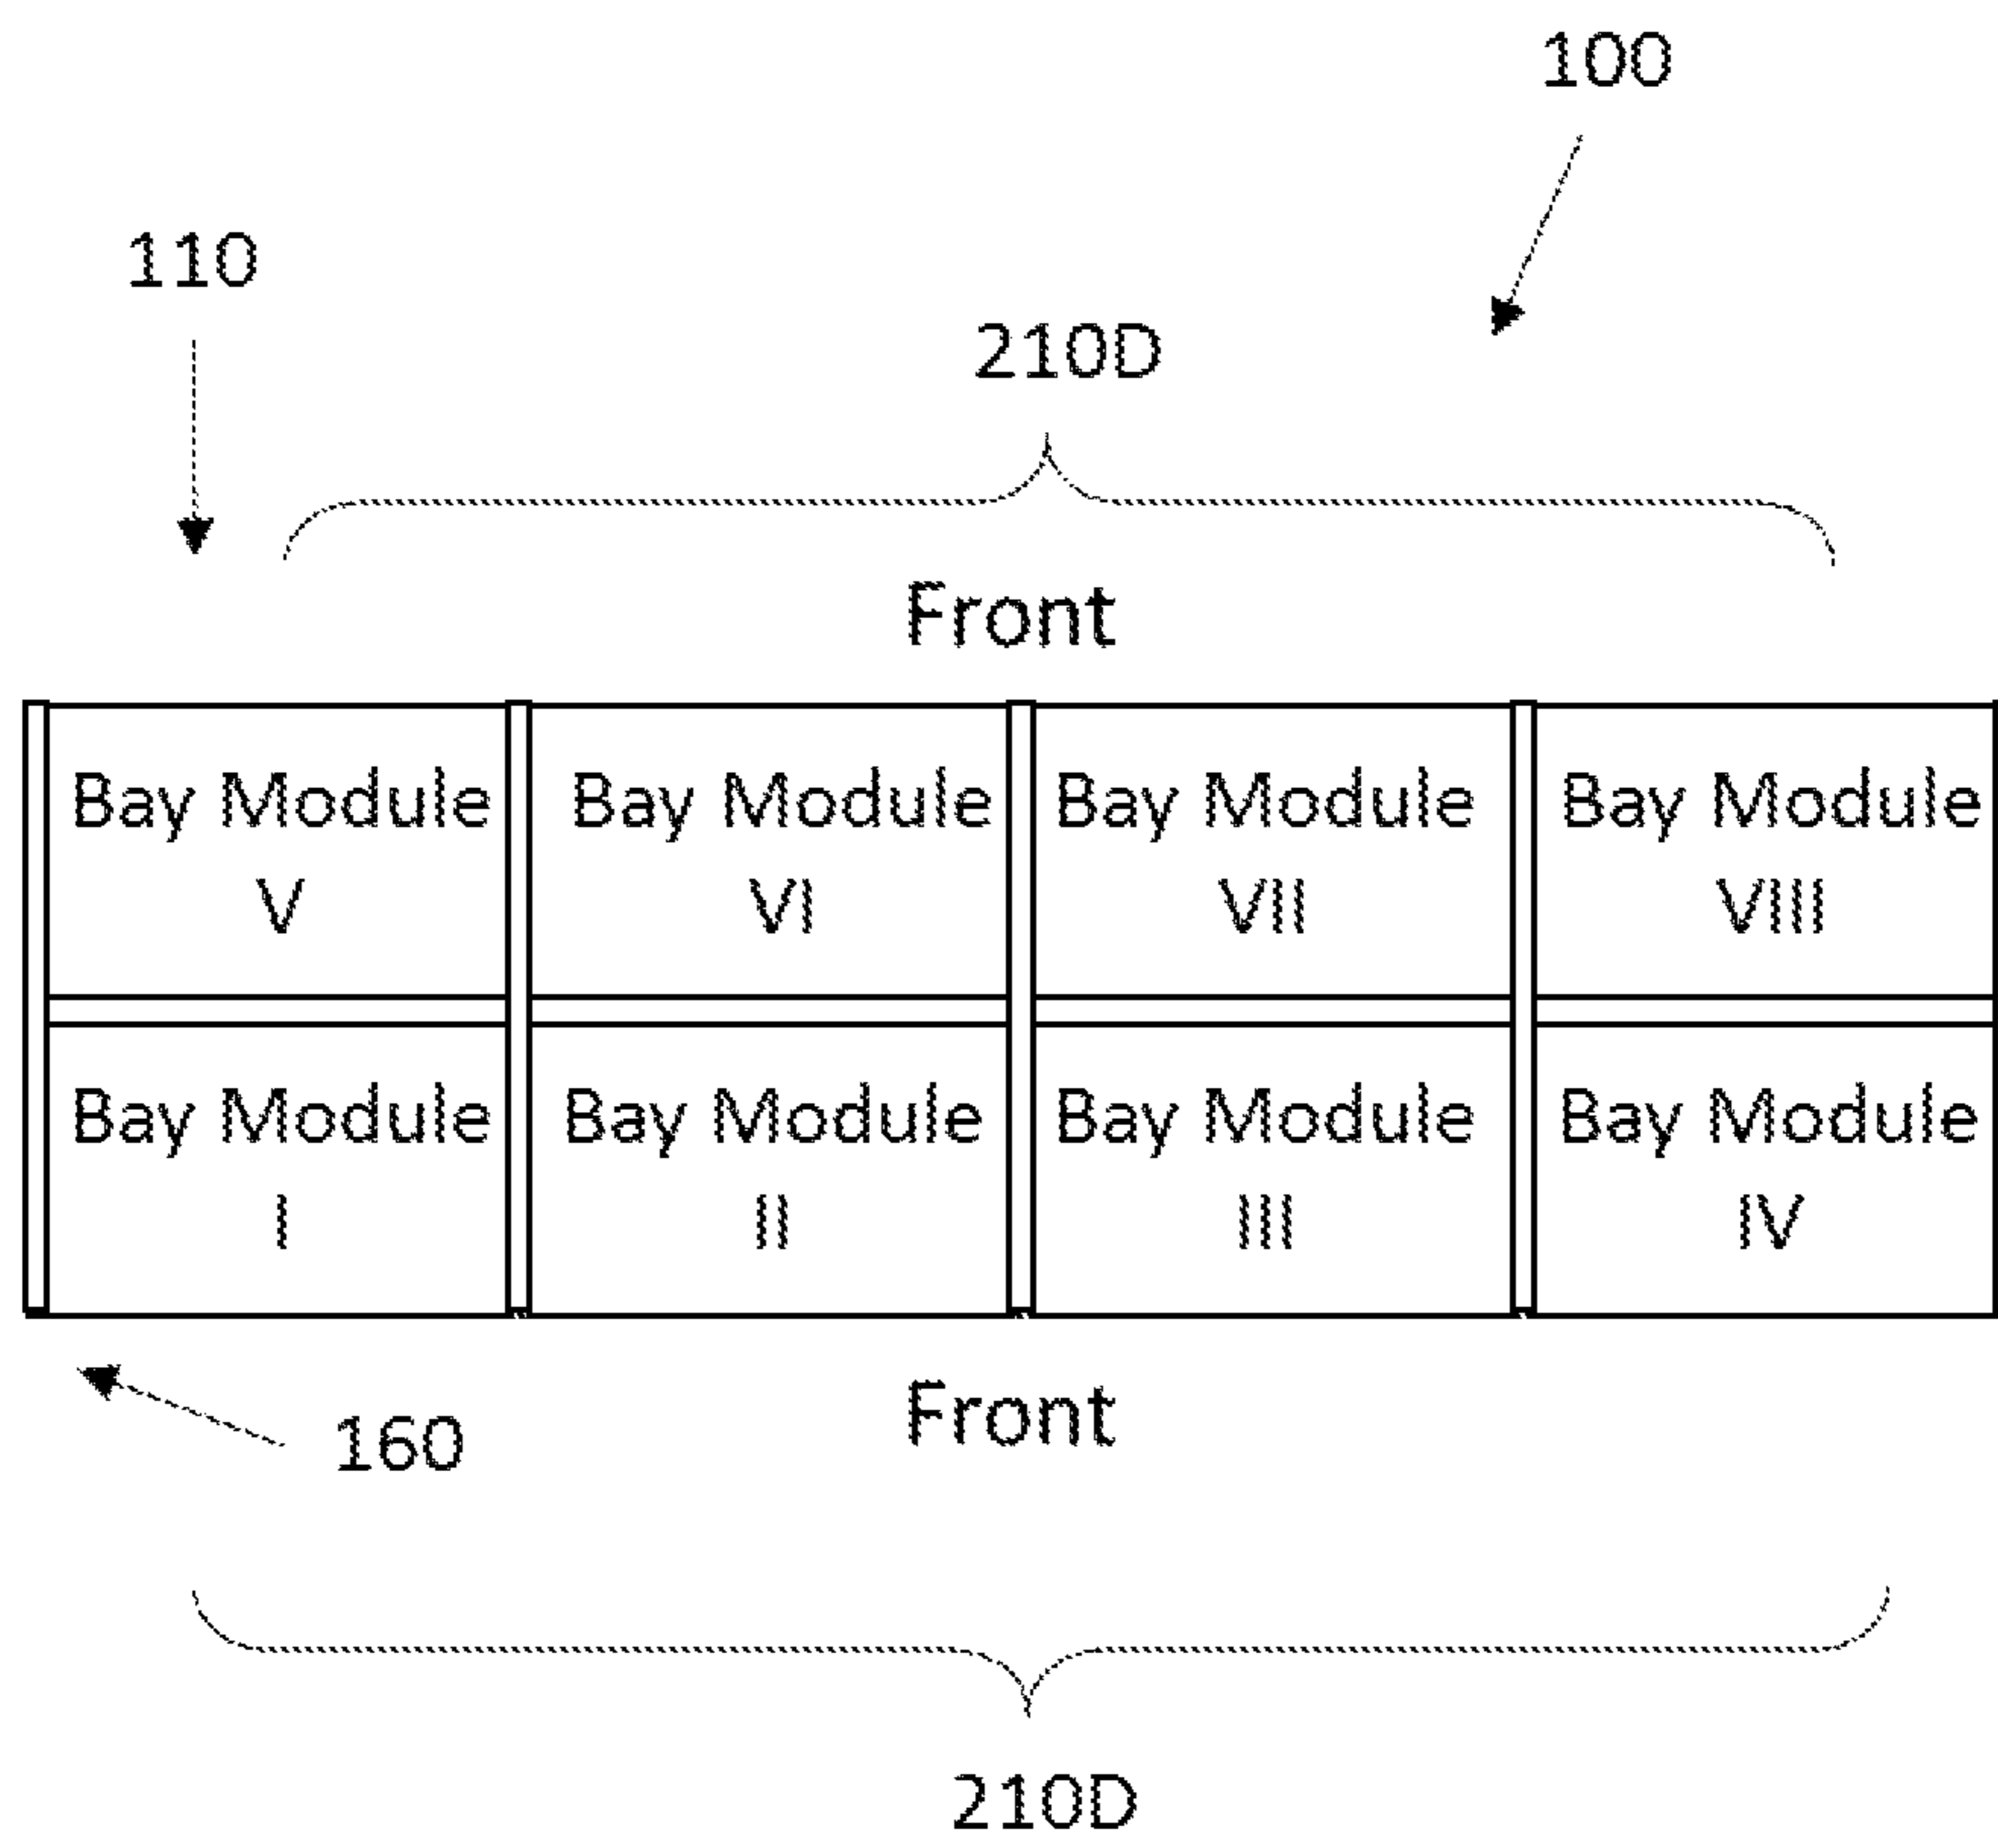 100
110
210D
Front
Bay Module Bay Module Bay Module Bay Module
V VI VII VIII
Bay Module Bay Module Bay Module Bay Module
I II III IV
160
Front
210D